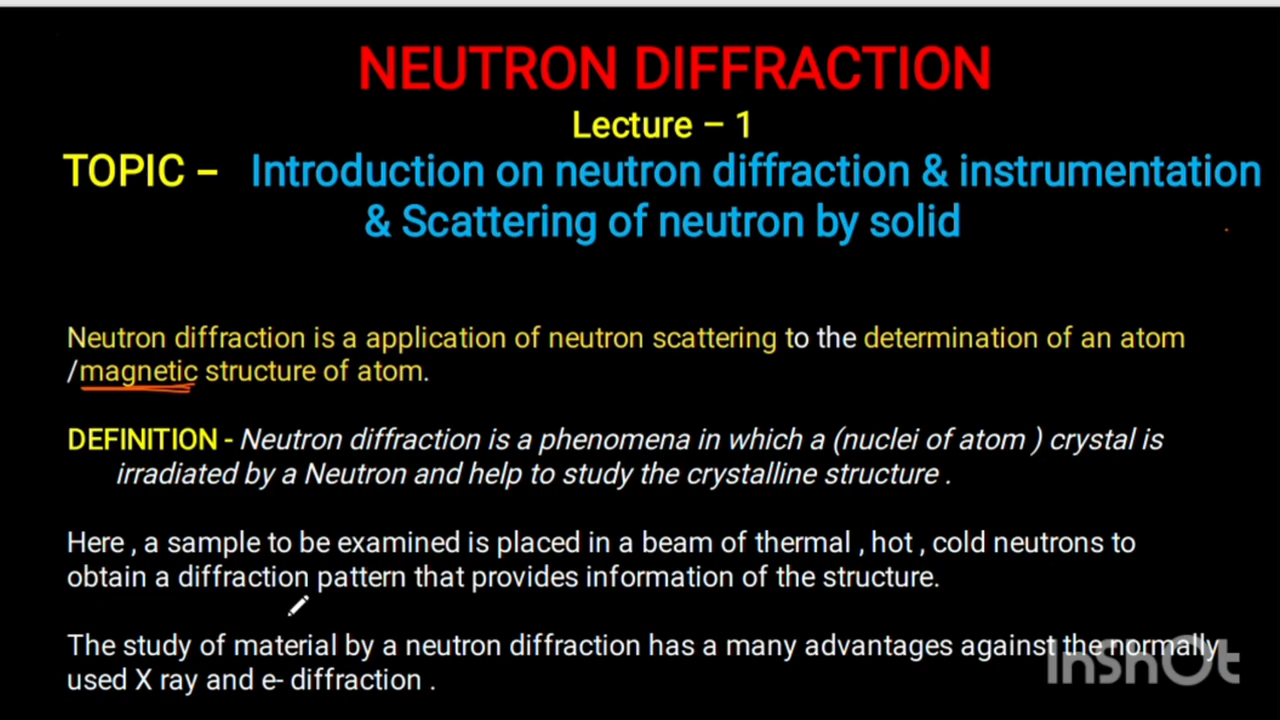 NEUTRON DIFFRACTION
Lecture – 1
TOPIC – Introduction on neutron diffraction & instrumentation
& Scattering of neutron by solid
Neutron diffraction is a application of neutron scattering to the determination of an atom
/magnetic structure of atom.
DEFINITION - Neutron diffraction is a phenomena in which a (nuclei of atom ) crystal is
irradiated by a Neutron and help to study the crystalline structure .
Here , a sample to be examined is placed in a beam of thermal , hot , cold neutrons to
obtain a diffraction pattern that provides information of the structure.
The study of material by a neutron diffraction has a many advantages against the normally
used X ray and e- diffraction .
InShOt